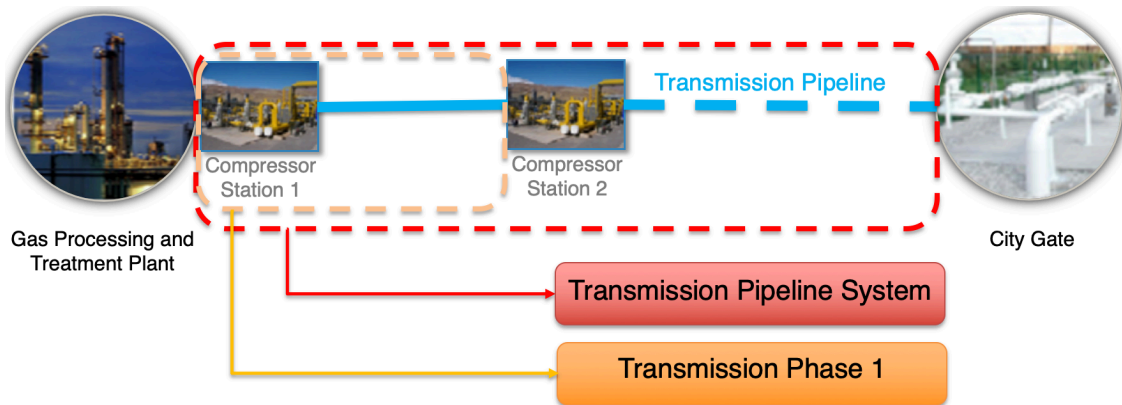 Transmission Pipeline
Compressor
Station 1
Compressor
Station 2
Gas Processing and
Treatment Plant
City Gate
Transmission Pipeline System
Transmission Phase 1